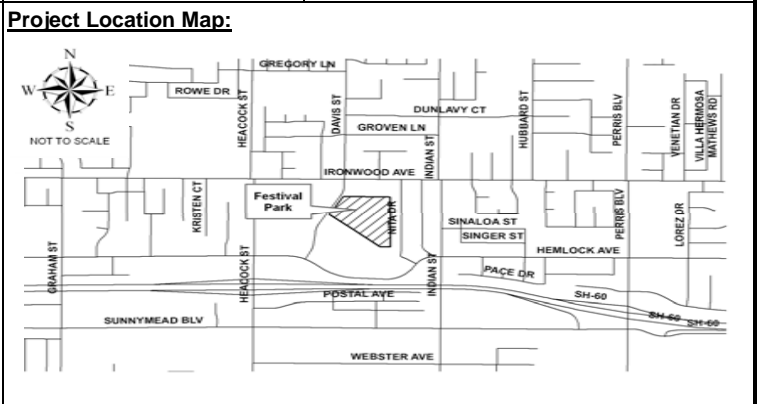 Project Location Map:
N
W E
S
NOT TO SCALE
GREGORY LN
ROWE DR
HEACOCK ST
DAVIS ST
DUNLAVY CT
GROVEN LN
INDIAN ST
HUBBARD ST
PERRIS BLV
VENETIAN DR
VILLA HERMOSA
MATHEWS RD
IRONWOOD AVE
KRISTEN CT
Festival
Park
NITA DR
SINALOA ST
SINGER ST
PERRIS BLV
LOREZ DR
HEMLOCK AVE
GRAHAM ST
HEACOCK ST
INDIAN ST
PACE DR
POSTAL AVE
SH-60
SH-60
SH-60
SUNNYMEAD BLV
WEBSTER AVE